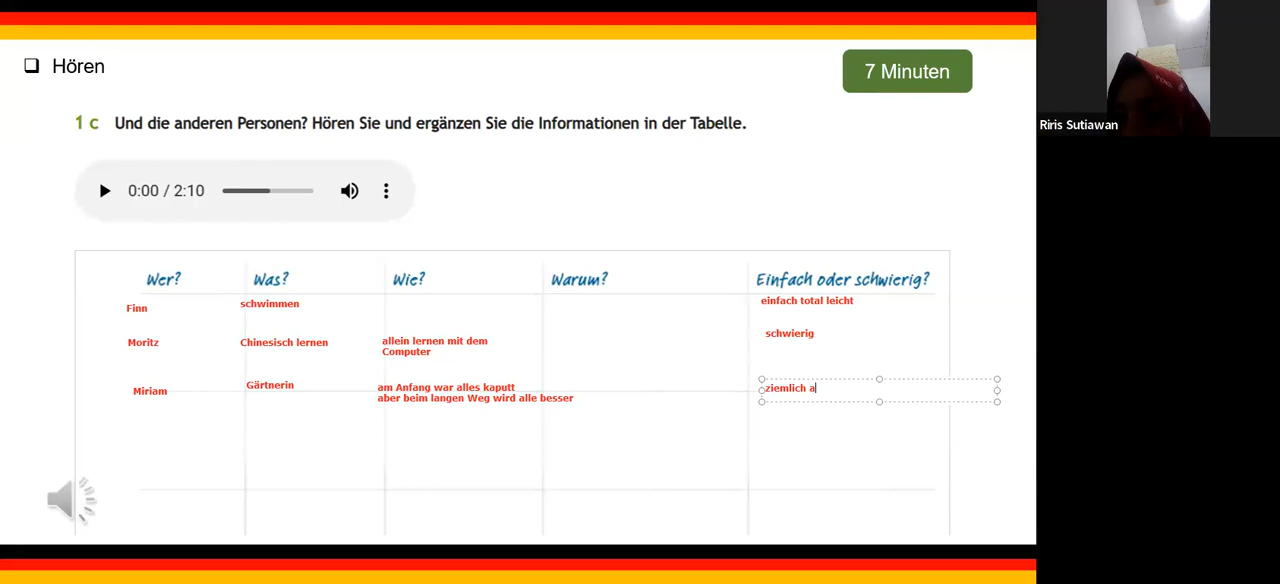 Hören
7 Minuten
Riris Sutiawan
1 c Und die anderen Personen? Hören Sie und ergänzen Sie die Informationen in der Tabelle.
0:00 / 2:10
Wer? Was? Wie? Warum? Einfach oder schwierig?
Finn schwimmen einfach total leicht
Moritz Chinesisch lernen allein lernen mit dem schwierig
Computer
Miriam Gärtnerin am Anfang war alles kaputt ziemlich a
aber beim langen Weg wird alle besser